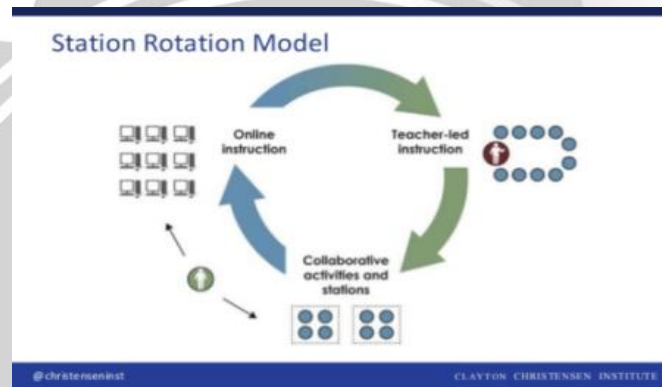 Station Rotation Model
Online
instruction
Teacher-led
instruction
Collaborative
activities and
stations
@christenseninst
CLAYTON CHRISTENSEN INSTITUTE